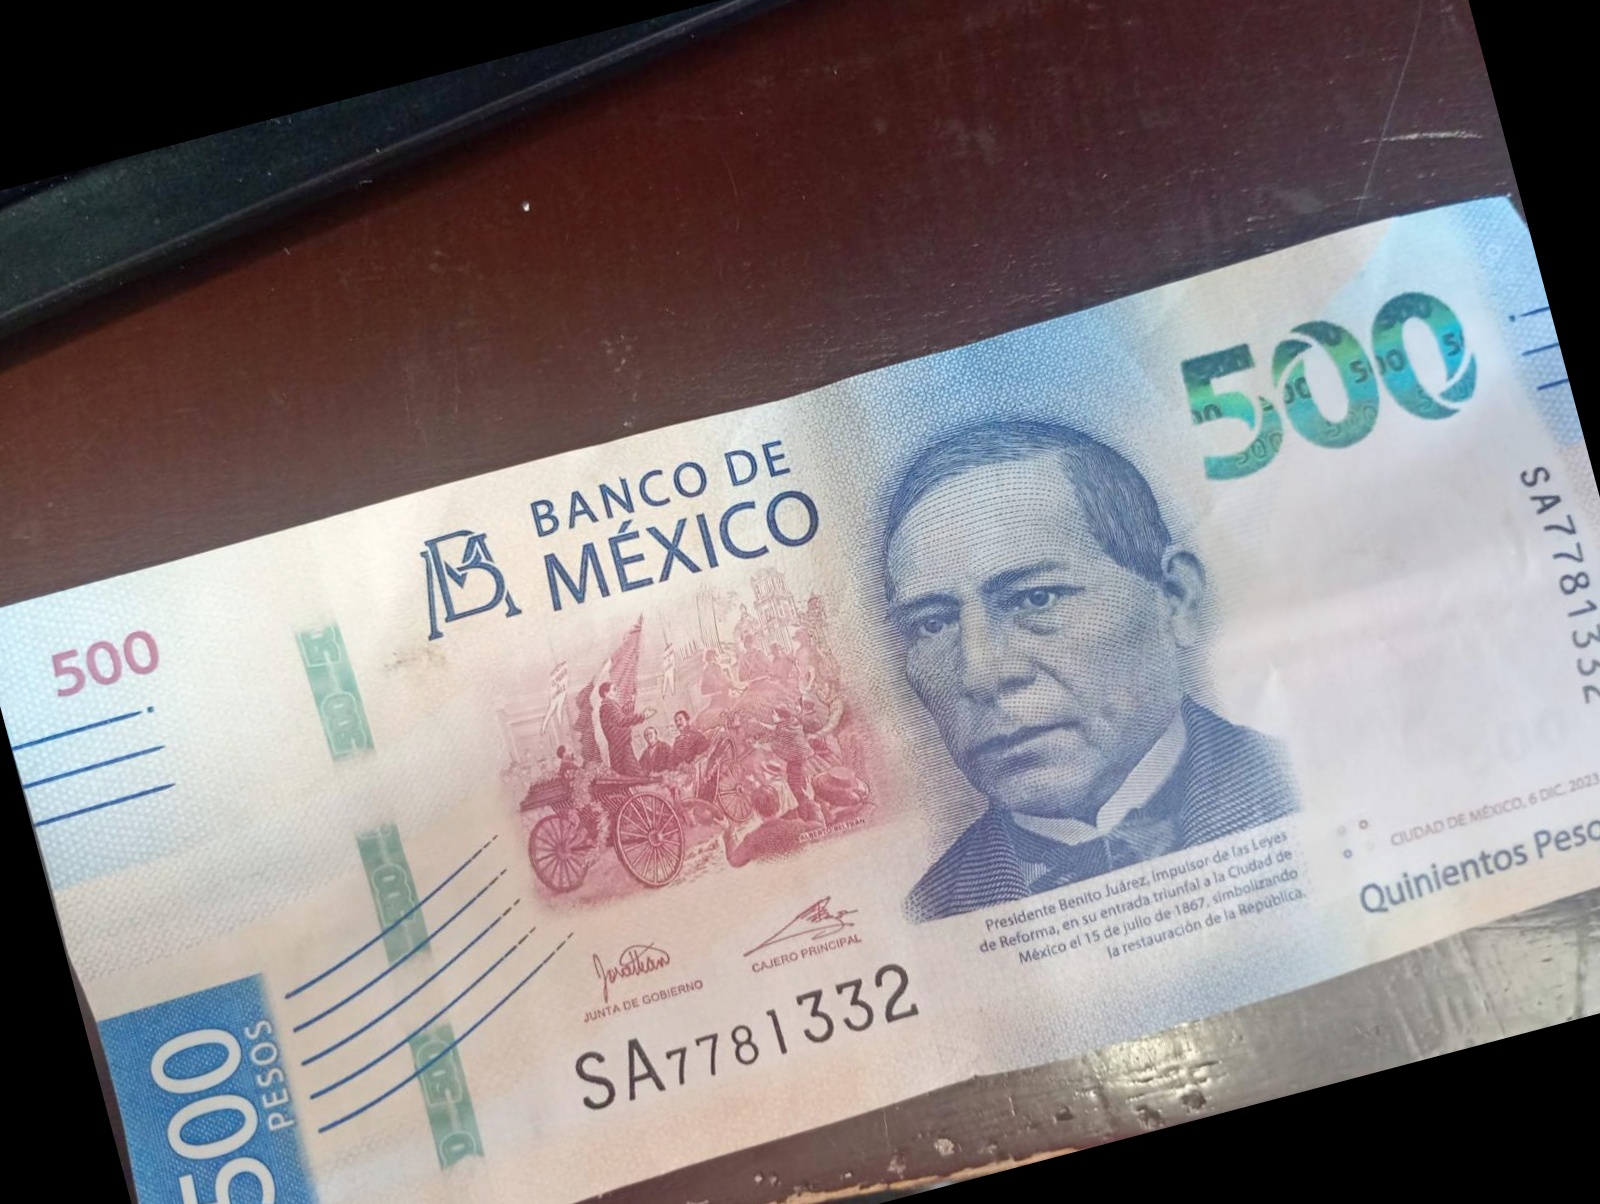 BANCO DE
MÉXICO
500
500
SA7781332
ALBERTO BELTRÁN
Presidente Benito Juárez, impulsor de las Leyes
de Reforma, en su entrada triunfal a la Ciudad de
México el 15 de julio de 1867, simbolizando
la restauración de la República.
CIUDAD DE MÉXICO, 6 DIC. 2023
Quinientos
JUNTA DE GOBIERNO
CAJERO PRINCIPAL
SA7781332
500
PESOS